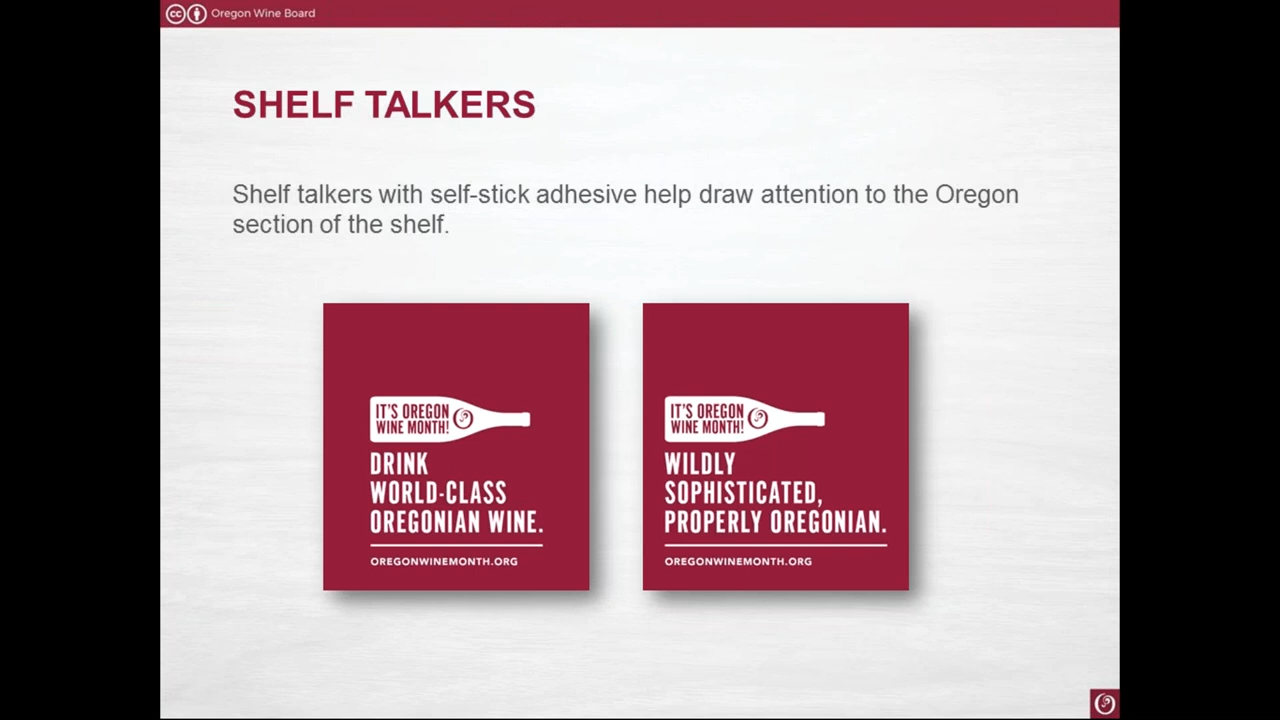 Oregon Wine Board
SHELF TALKERS
Shelf talkers with self-stick adhesive help draw attention to the Oregon
section of the shelf.
IT'S OREGON
WINE MONTH!
DRINK
WORLD-CLASS
OREGONIAN WINE.
OREGONWINEMONTH.ORG
IT'S OREGON
WINE MONTH!
WILDLY
SOPHISTICATED,
PROPERLY OREGONIAN.
OREGONWINEMONTH.ORG